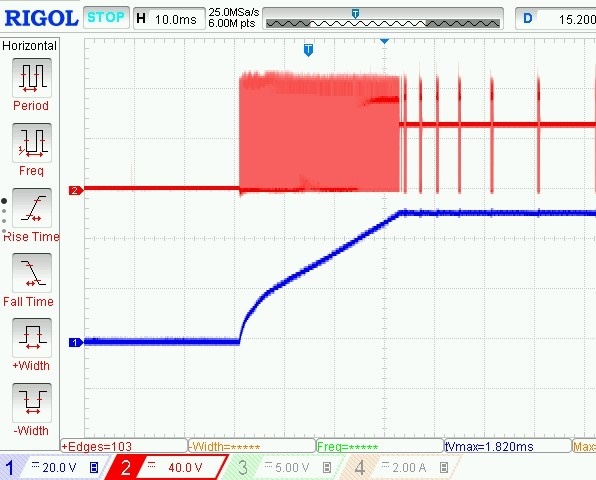 RIGOL STOP H 10.0ms 25.0MSa/s 6.00M pts T D 15.200
Horizontal
T
Period
Freq
2
Rise Time
Fall Time
1
+Width
-Width
+Edges=103 -Width=***** Freq=***** tVmax=1.820ms Max=
1 20.0 V B 2 40.0 V 3 5.00 V B 4 2.00 A B